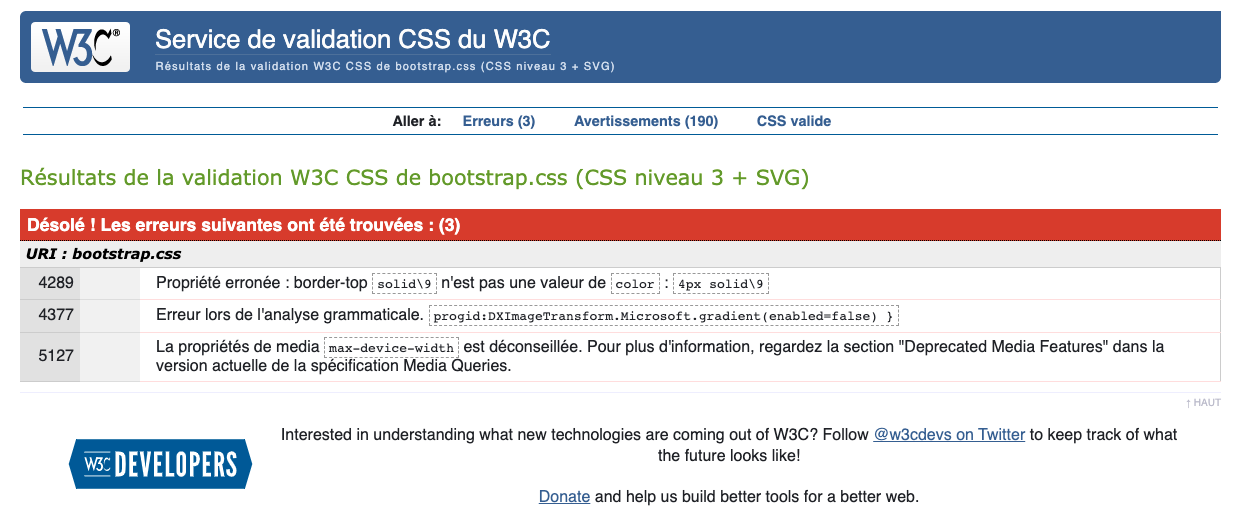 W3C®
Service de validation CSS du W3C
Résultats de la validation W3C CSS de bootstrap.css (CSS niveau 3 + SVG)
Aller à: Erreurs (3) Avertissements (190) CSS valide
Résultats de la validation W3C CSS de bootstrap.css (CSS niveau 3 + SVG)
Désolé ! Les erreurs suivantes ont été trouvées : (3)
URI : bootstrap.css
4289 Propriété erronée : border-top solid\9 n'est pas une valeur de color : 4px solid\9
4377 Erreur lors de l'analyse grammaticale. progid:DXImageTransform.Microsoft.gradient(enabled=false) }
5127 La propriétés de media max-device-width est déconseillée. Pour plus d'information, regardez la section "Deprecated Media Features" dans la
version actuelle de la spécification Media Queries.
↑ HAUT
W3C DEVELOPERS
Interested in understanding what new technologies are coming out of W3C? Follow @w3cdevs on Twitter to keep track of what
the future looks like!
Donate and help us build better tools for a better web.